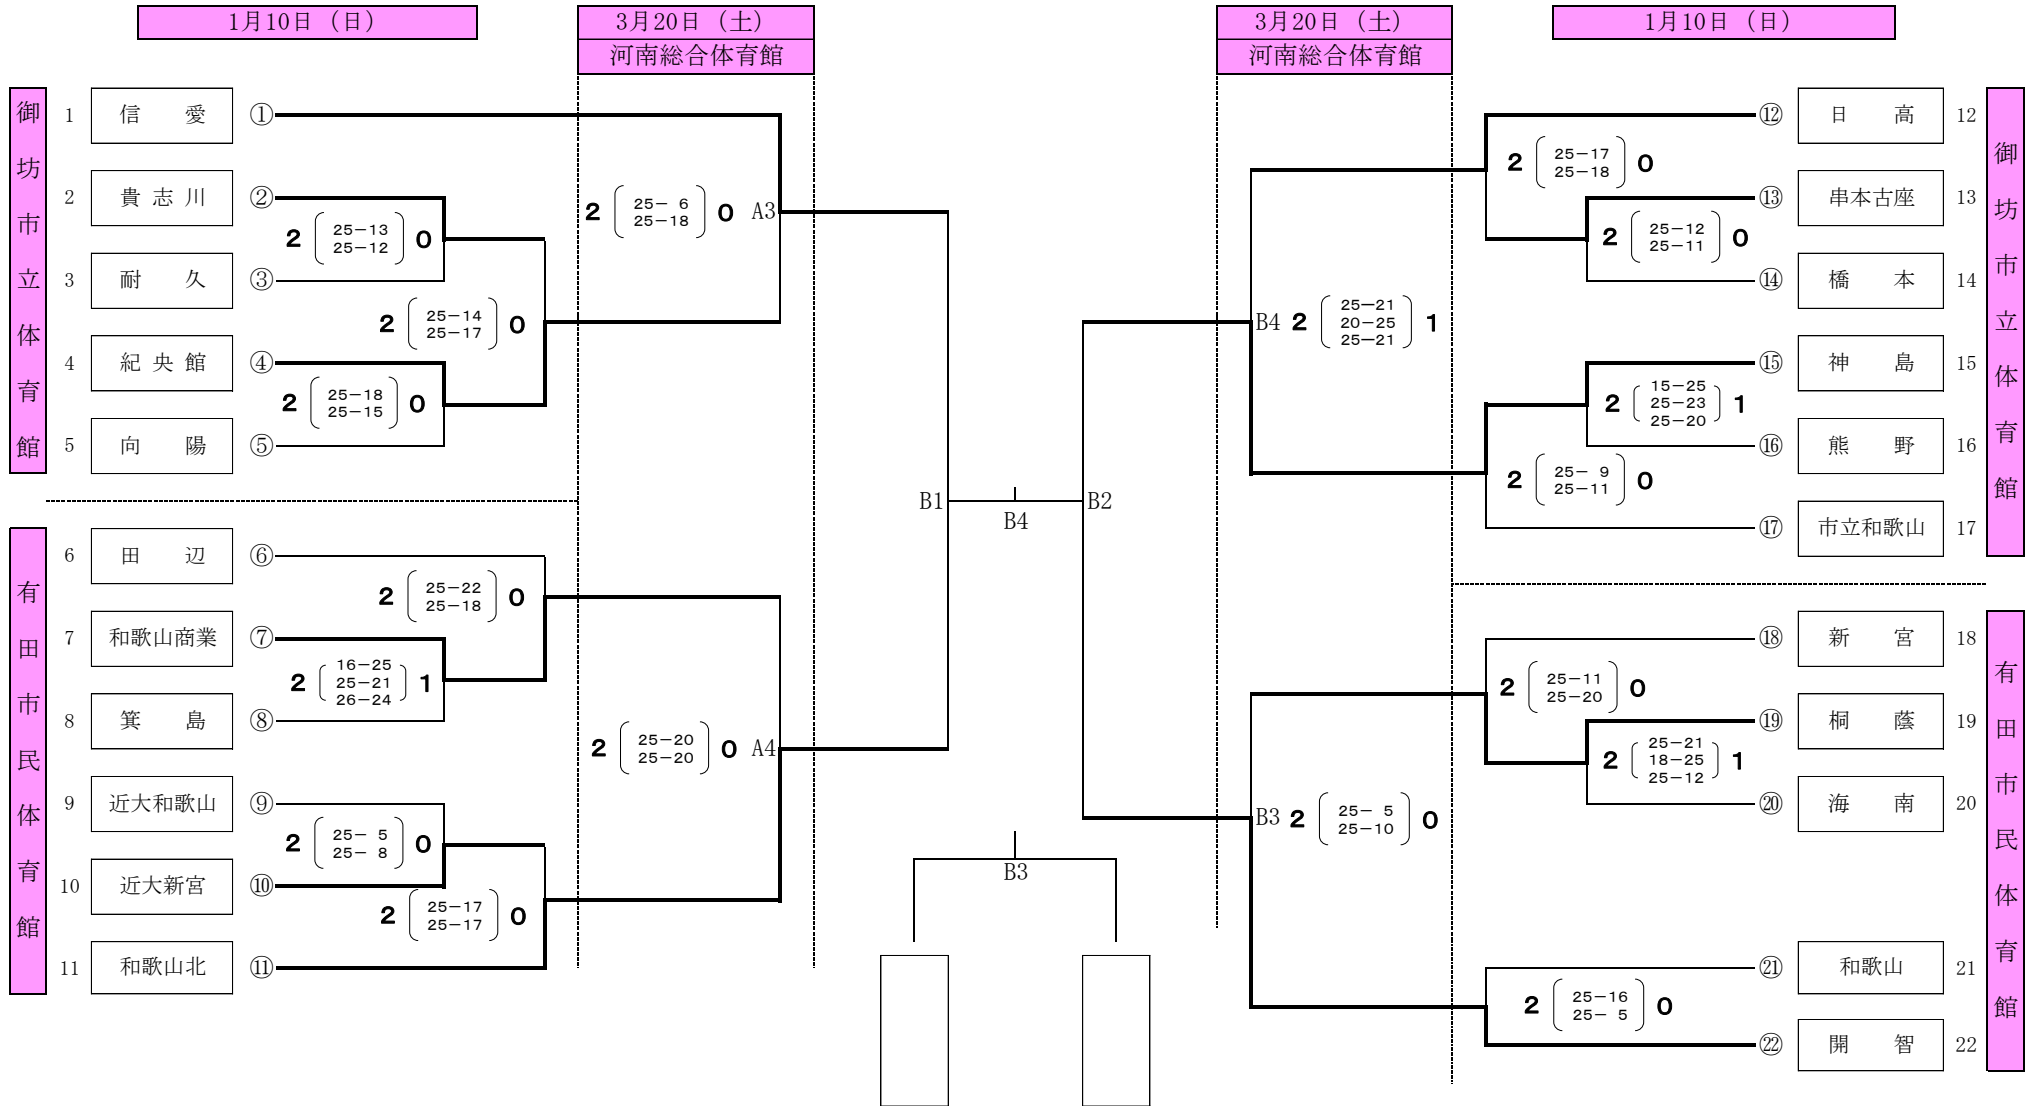 1月10日（日）
3月20日（土）
河南総合体育館
3月20日（土）
河南総合体育館
1月10日（日）
御坊市立体育館
1 信　愛 ①
2 貴志川 ②
2 25－13 25－12 0
3 耐　久 ③
2 25－14 25－17 0
4 紀央館 ④
2 25－18 25－15 0
5 向　陽 ⑤
2 25－ 6 25－18 0 A3
有田市民体育館
6 田　辺 ⑥
2 25－22 25－18 0
7 和歌山商業 ⑦
2 16－25 25－21 26－24 1
8 箕　島 ⑧
2 25－20 25－20 0 A4
9 近大和歌山 ⑨
2 25－ 5 25－ 8 0
10 近大新宮 ⑩
2 25－17 25－17 0
11 和歌山北 ⑪
B1
B4
B2
B3
御坊市立体育館
⑫ 日　高 12
2 25－17 25－18 0
⑬ 串本古座 13
2 25－12 25－11 0
⑭ 橋　本 14
B4 2 25－21 20－25 25－21 1
⑮ 神　島 15
2 15－25 25－23 25－20 1
⑯ 熊　野 16
2 25－ 9 25－11 0
⑰ 市立和歌山 17
有田市民体育館
⑱ 新　宮 18
2 25－11 25－20 0
⑲ 桐　蔭 19
2 25－21 18－25 25－12 1
⑳ 海　南 20
B3 2 25－ 5 25－10 0
㉑ 和歌山 21
2 25－16 25－ 5 0
㉒ 開　智 22